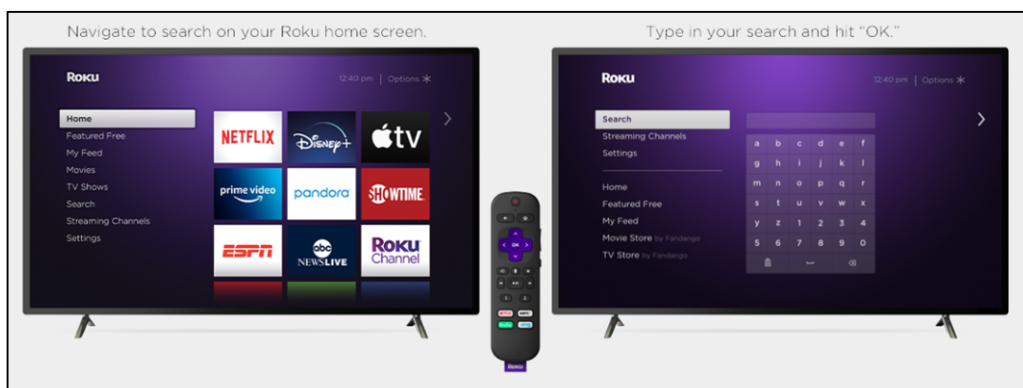 Navigate to search on your Roku home screen.
Roku
12:40 pm | Options
Home
Featured Free
My Feed
Movies
TV Shows
Search
Streaming Channels
Settings
NETFLIX
Disney+
tv
prime video
pandora
SHOWTIME
ESPN
abc
NEWS LIVE
Roku
Channel
OK
Roku
Type in your search and hit “OK.”
Roku
12:40 pm | Options
Search
Streaming Channels
Settings
Home
Featured Free
My Feed
Movie Store by Fandango
TV Store by Fandango
a b c d e f
g h i j k l
m n o p q r
s t u v w x
y z 1 2 3 4
5 6 7 8 9 0